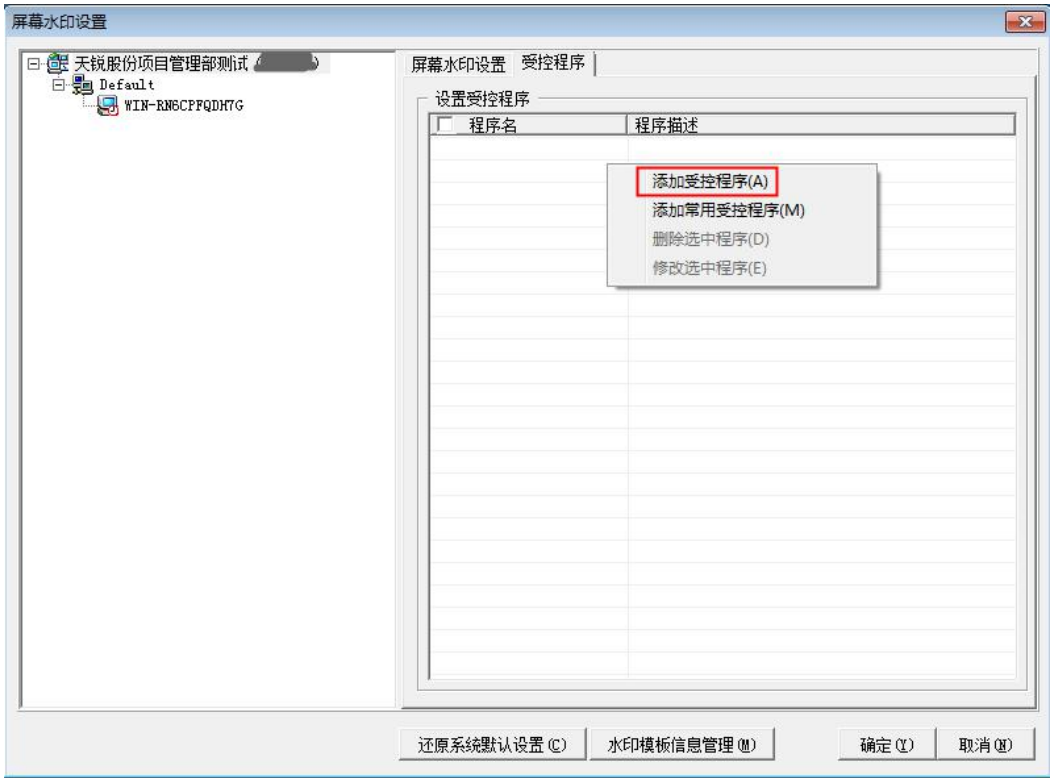 屏幕水印设置
天锐股份项目管理部测试
Default
WIN-RN6CPFQDH7G
屏幕水印设置 受控程序
设置受控程序
程序名 程序描述
添加受控程序(A)
添加常用受控程序(M)
删除选中程序(D)
修改选中程序(E)
还原系统默认设置(C) 水印模板信息管理(M) 确定(Y) 取消(N)